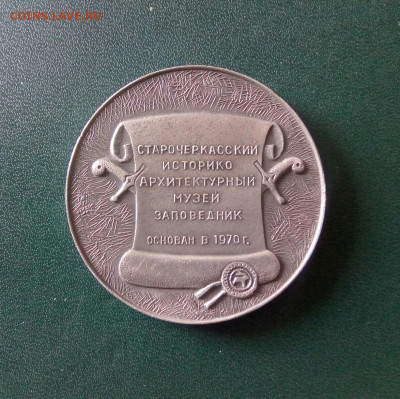 COINS.LAVE.RU
СТАРОЧЕРКАССКИЙ
ИСТОРИКО
АРХИТЕКТУРНЫЙ
МУЗЕЙ
ЗАПОВЕДНИК
ОСНОВАН В 1970 г.